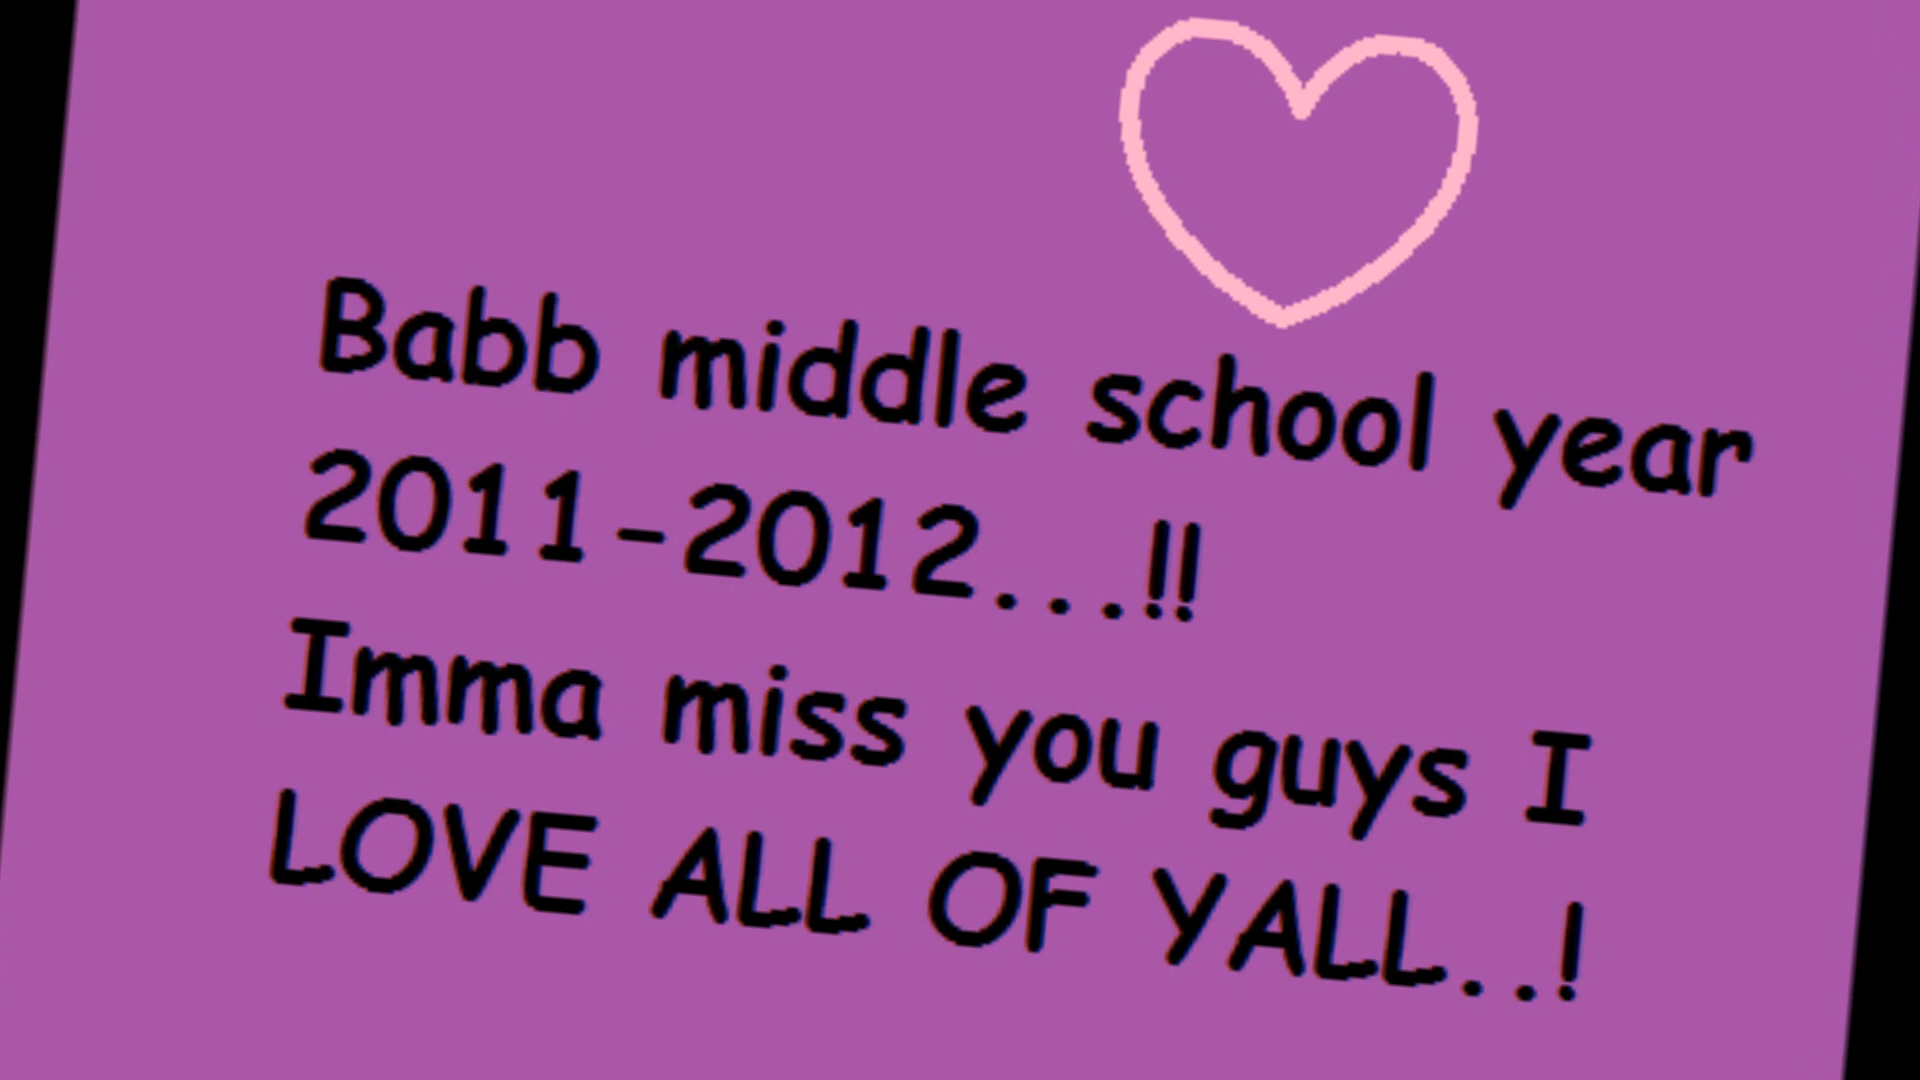 Babb middle school year
2011-2012...!!
Imma miss you guys I
LOVE ALL OF YALL..!